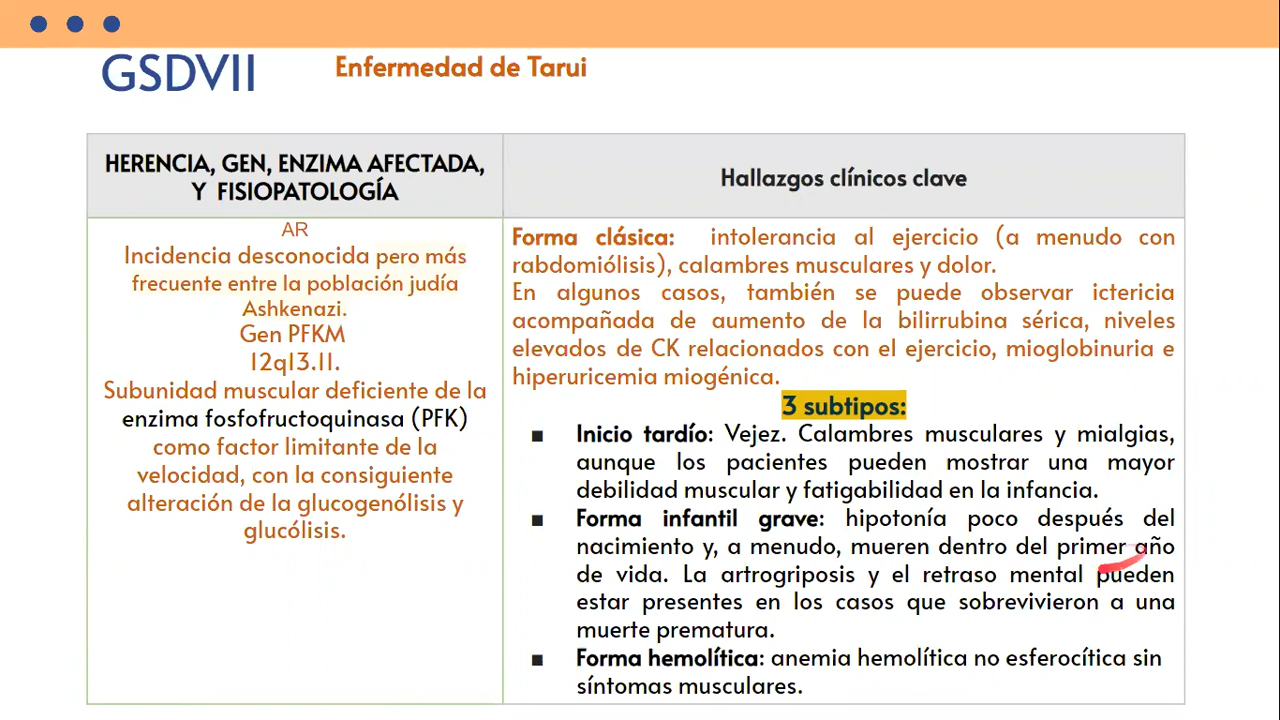 GSDVII
Enfermedad de Tarui
HERENCIA, GEN, ENZIMA AFECTADA,
Y FISIOPATOLOGÍA
Hallazgos clínicos clave
AR
Incidencia desconocida pero más
frecuente entre la población judía
Ashkenazi.
Gen PFKM
12q13.11.
Subunidad muscular deficiente de la
enzima fosfofructoquinasa (PFK)
como factor limitante de la
velocidad, con la consiguiente
alteración de la glucogenólisis y
glucólisis.
Forma clásica: intolerancia al ejercicio (a menudo con
rabdomiólisis), calambres musculares y dolor.
En algunos casos, también se puede observar ictericia
acompañada de aumento de la bilirrubina sérica, niveles
elevados de CK relacionados con el ejercicio, mioglobinuria e
hiperuricemia miogénica.
3 subtipos:
■ Inicio tardío: Vejez. Calambres musculares y mialgias,
aunque los pacientes pueden mostrar una mayor
debilidad muscular y fatigabilidad en la infancia.
■ Forma infantil grave: hipotonía poco después del
nacimiento y, a menudo, mueren dentro del primer año
de vida. La artrogriposis y el retraso mental pueden
estar presentes en los casos que sobrevivieron a una
muerte prematura.
■ Forma hemolítica: anemia hemolítica no esferocítica sin
síntomas musculares.